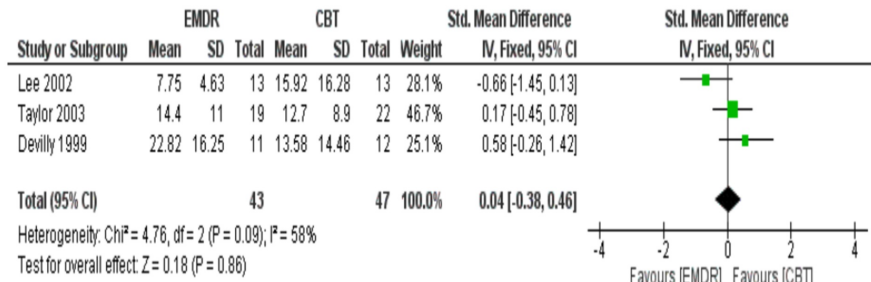 EMDR CBT Std. Mean Difference Std. Mean Difference
Study or Subgroup Mean SD Total Mean SD Total Weight IV, Fixed, 95% CI IV, Fixed, 95% CI
Lee 2002 7.75 4.63 13 15.92 16.28 13 28.1% -0.66 [-1.45, 0.13]
Taylor 2003 14.4 11 19 12.7 8.9 22 46.7% 0.17 [-0.45, 0.78]
Devilly 1999 22.82 16.25 11 13.58 14.46 12 25.1% 0.58 [-0.26, 1.42]
Total (95% CI) 43 47 100.0% 0.04 [-0.38, 0.46]
Heterogeneity: Chi² = 4.76, df = 2 (P = 0.09); I² = 58%
Test for overall effect: Z = 0.18 (P = 0.86)
-4 -2 0 2 4
Favours [EMDR] Favours [CBT]